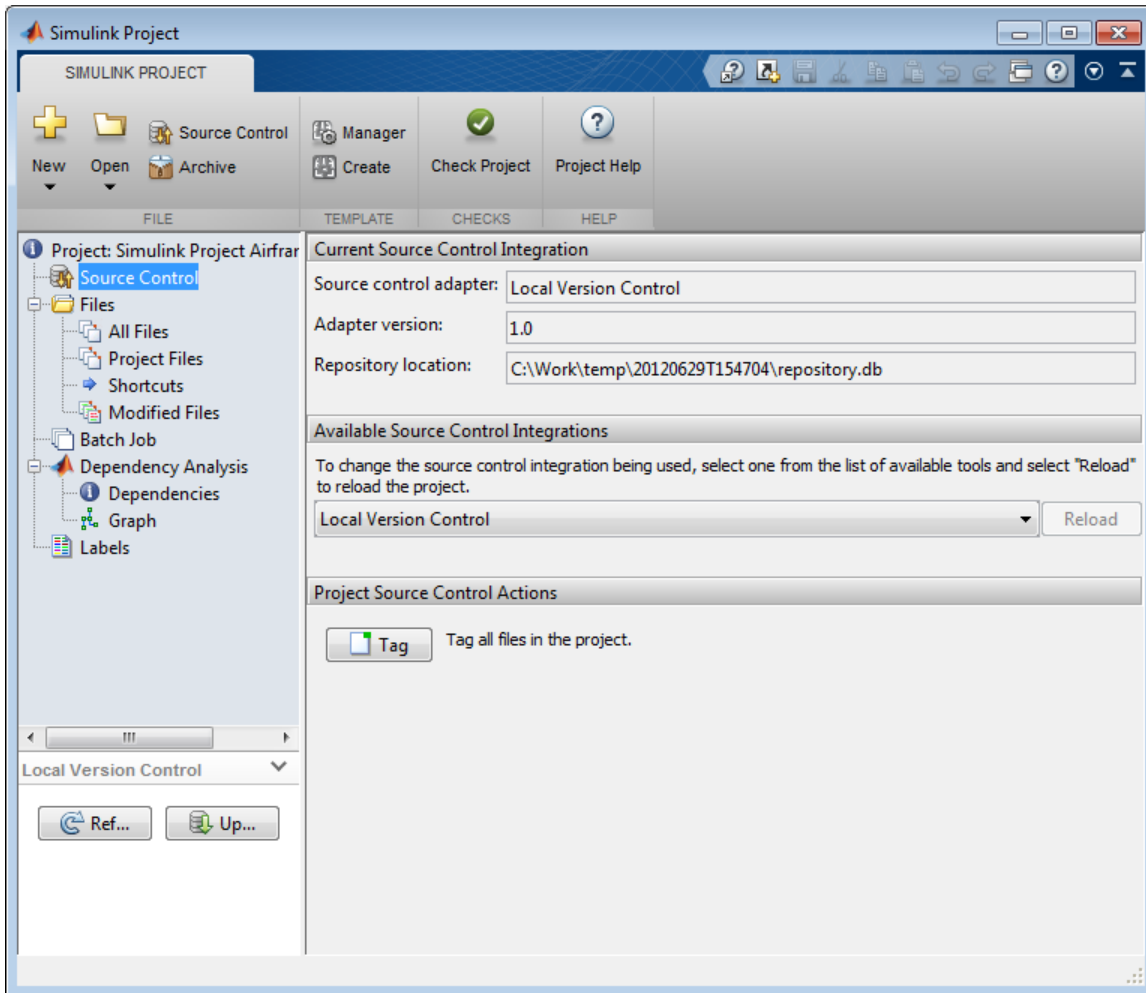 Simulink Project
SIMULINK PROJECT
New
Open
Source Control
Archive
FILE
Manager
Create
TEMPLATE
Check Project
CHECKS
Project Help
HELP
Project: Simulink Project Airfrar
Source Control
Files
All Files
Project Files
Shortcuts
Modified Files
Batch Job
Dependency Analysis
Dependencies
Graph
Labels
Local Version Control
Ref...
Up...
Current Source Control Integration
Source control adapter: Local Version Control
Adapter version: 1.0
Repository location: C:\Work\temp\20120629T154704\repository.db
Available Source Control Integrations
To change the source control integration being used, select one from the list of available tools and select "Reload"
to reload the project.
Local Version Control
Reload
Project Source Control Actions
Tag
Tag all files in the project.